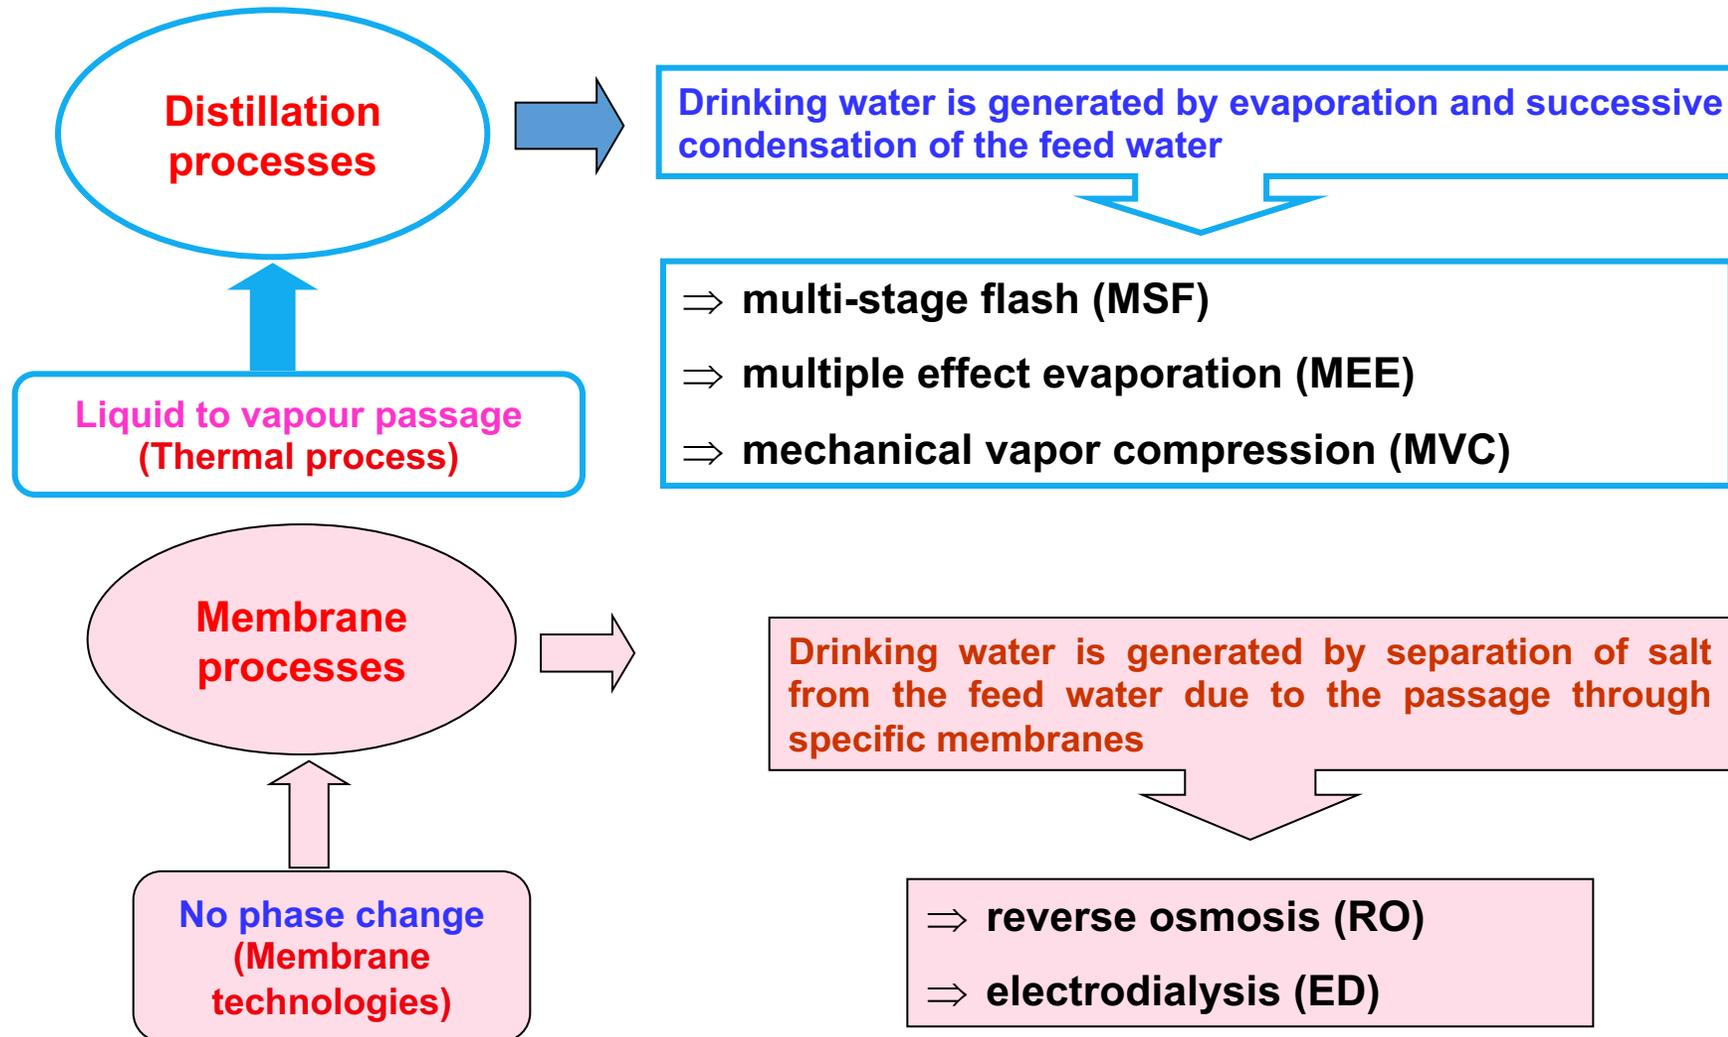 Distillation
processes
Drinking water is generated by evaporation and successive
condensation of the feed water
⇒ multi-stage flash (MSF)
⇒ multiple effect evaporation (MEE)
⇒ mechanical vapor compression (MVC)
Liquid to vapour passage
(Thermal process)
Membrane
processes
Drinking water is generated by separation of salt
from the feed water due to the passage through
specific membranes
No phase change
(Membrane
technologies)
⇒ reverse osmosis (RO)
⇒ electrodialysis (ED)